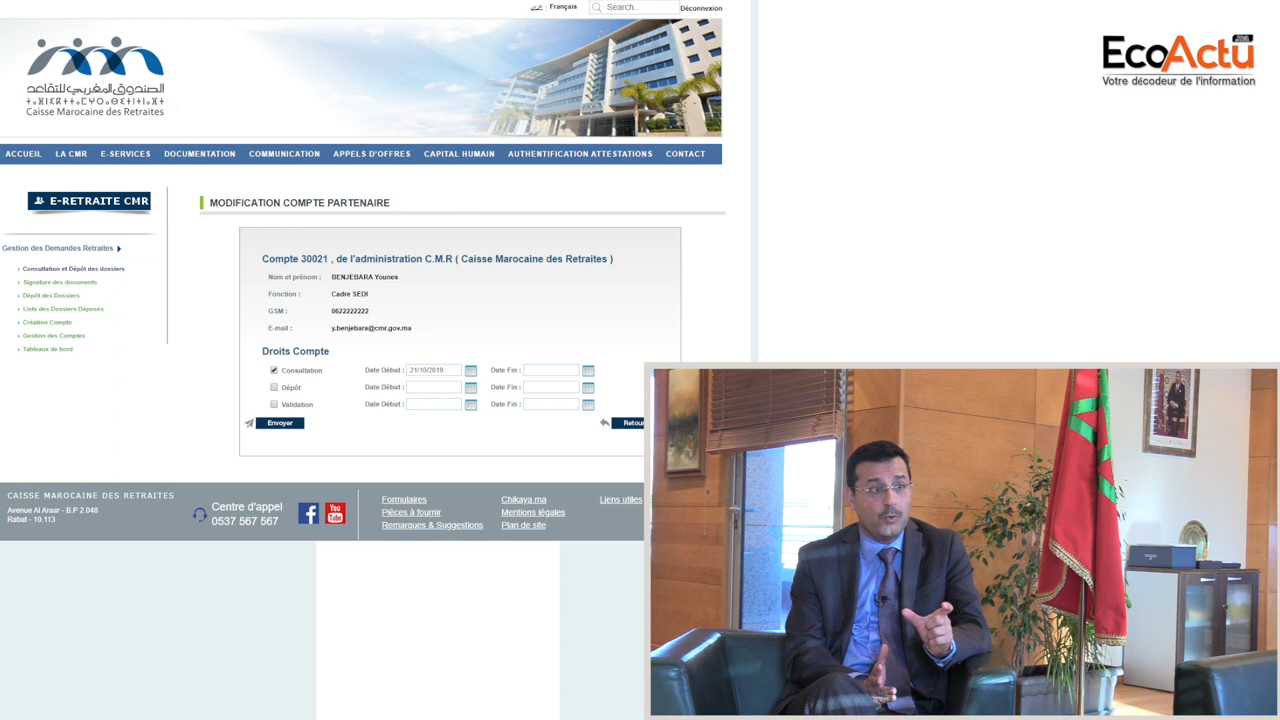 عربي | Français
Search..
Déconnexion
EcoActu
Votre décodeur de l'information
الصندوق المغربي للتقاعد
Caisse Marocaine des Retraites
ACCUEIL LA CMR E-SERVICES DOCUMENTATION COMMUNICATION APPELS D'OFFRES CAPITAL HUMAIN AUTHENTIFICATION ATTESTATIONS CONTACT
E-RETRAITE CMR
Gestion des Demandes Retraites
Consultation et Dépôt des dossiers
Signature des documents
Dépôt des Dossiers
Liste des Dossiers Déposés
Création Compte
Gestion des Comptes
Tableaux de bord
MODIFICATION COMPTE PARTENAIRE
Compte 30021 , de l'administration C.M.R ( Caisse Marocaine des Retraites )
Nom et prénom : BENJEBARA Younes
Fonction : Cadre SEDI
GSM : 0622222222
E-mail : y.benjebara@cmr.gov.ma
Droits Compte
Consultation Date Début : 21/10/2019 Date Fin :
Dépôt Date Début : Date Fin :
Validation Date Début : Date Fin :
Envoyer Retour
CAISSE MAROCAINE DES RETRAITES
Avenue Al Araar - B.P 2.048
Rabat - 10.113
Centre d'appel
0537 567 567
You
Tube
Formulaires Chikaya.ma Liens utiles
Pièces à fournir Mentions légales
Remarques & Suggestions Plan de site